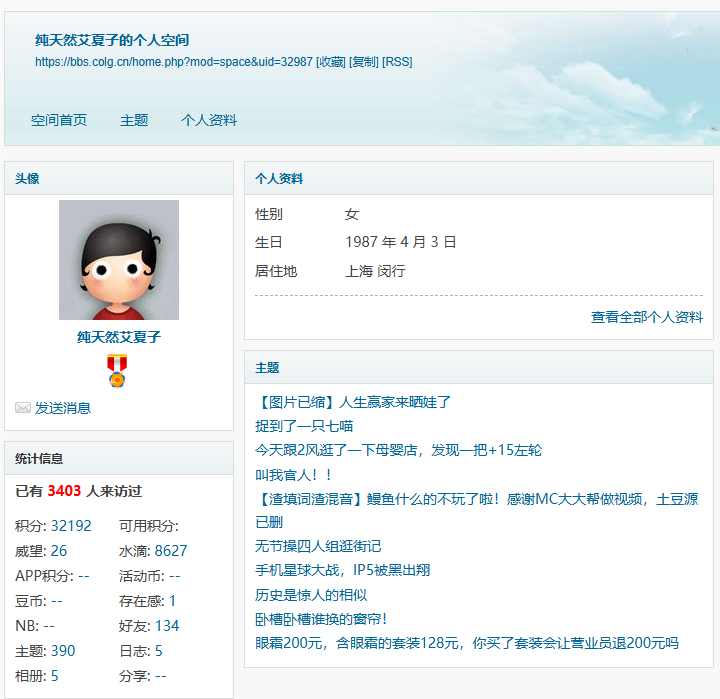 纯天然艾夏子的个人空间
https://bbs.colg.cn/home.php?mod=space&uid=32987 [收藏] [复制] [RSS]
空间首页 主题 个人资料
头像
纯天然艾夏子
发送消息
统计信息
已有 3403 人来访过
积分: 32192 可用积分:
威望: 26 水滴: 8627
APP积分: -- 活动币: --
豆币: -- 存在感: 1
NB: -- 好友: 134
主题: 390 日志: 5
相册: 5 分享: --
个人资料
性别 女
生日 1987 年 4 月 3 日
居住地 上海 闵行
查看全部个人资料
主题
【图片已缩】人生赢家来晒娃了
捉到了一只七喵
今天跟2风逛了一下母婴店，发现一把+15左轮
叫我官人！！
【渣填词渣混音】鳗鱼什么的不玩了啦！感谢MC大大帮做视频，土豆源
已删
无节操四人组逛街记
手机星球大战，IP5被黑出翔
历史是惊人的相似
卧槽卧槽谁换的窗帘！
眼霜200元，含眼霜的套装128元，你买了套装会让营业员退200元吗